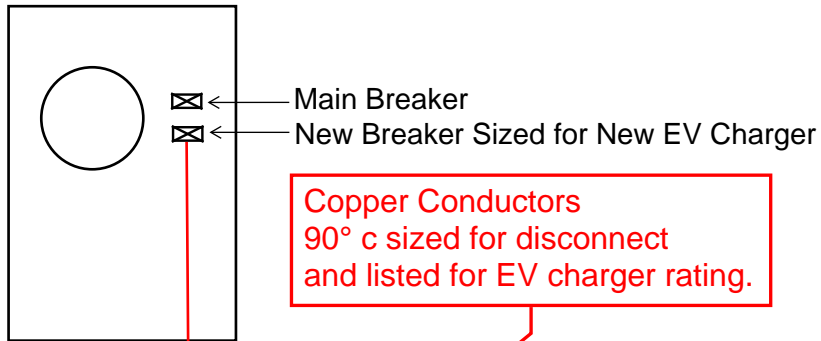 Main Breaker
New Breaker Sized for New EV Charger
Copper Conductors
90° c sized for disconnect
and listed for EV charger rating.